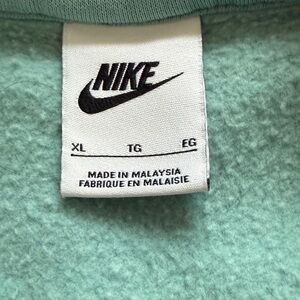 NIKE
XL TG EG
MADE IN MALAYSIA
FABRIQUE EN MALAISIE